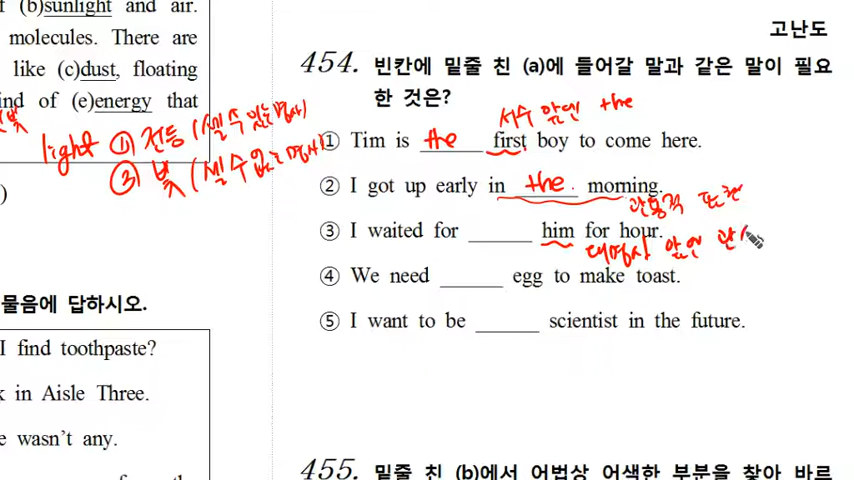 f (b)sunlight and air.
molecules. There are
like (c)dust, floating
nd of (e)energy that
빛
light ① 전등 (셀 수 있는 명사)
② 빛 (셀 수 없는 명사)
)
물음에 답하시오.
I find toothpaste?
k in Aisle Three.
e wasn't any.
고난도
454. 빈칸에 밑줄 친 (a)에 들어갈 말과 같은 말이 필요
한 것은?
서수 앞엔 the
① Tim is the first boy to come here.
② I got up early in the morning.
관용적 표현
③ I waited for ______ him for hour.
대명사 앞엔 관
④ We need ______ egg to make toast.
⑤ I want to be ______ scientist in the future.
455. 밑줄 친 (b)에서 어법상 어색한 부분을 찾아 바르